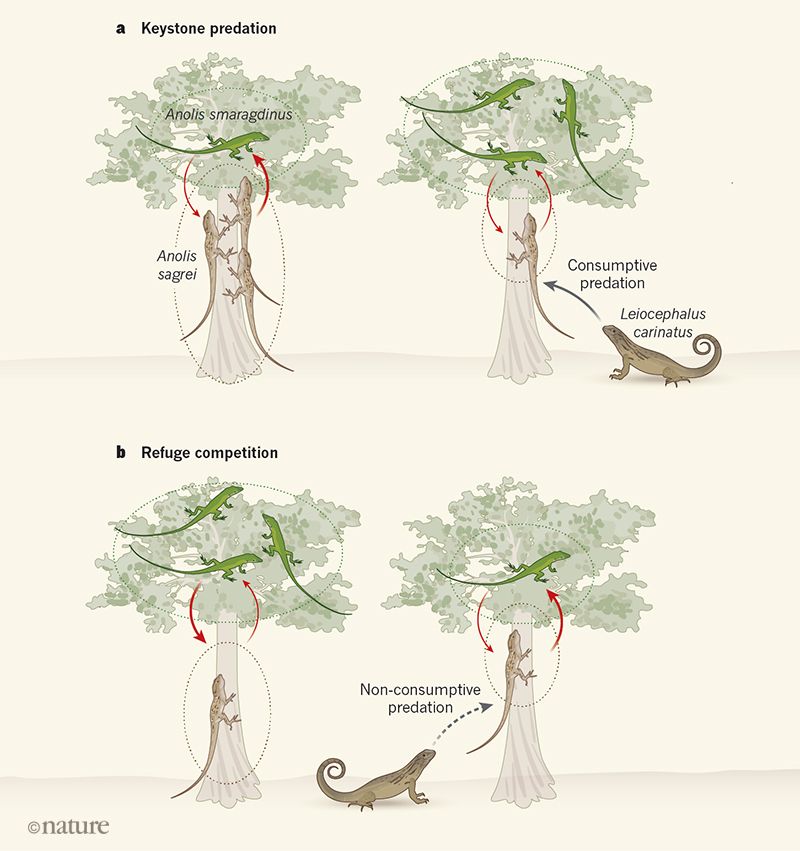 a Keystone predation
Anolis smaragdinus
Anolis
sagrei
Consumptive
predation
Leiocephalus
carinatus
b Refuge competition
Non-consumptive
predation
©nature